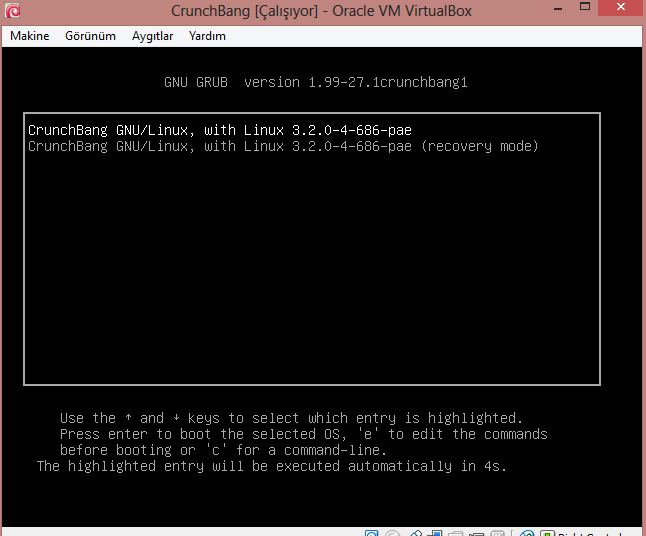 CrunchBang [Çalışıyor] - Oracle VM VirtualBox
Makine Görünüm Aygıtlar Yardım
GNU GRUB version 1.99-27.1crunchbang1
CrunchBang GNU/Linux, with Linux 3.2.0-4-686-pae
CrunchBang GNU/Linux, with Linux 3.2.0-4-686-pae (recovery mode)
Use the ↑ and ↓ keys to select which entry is highlighted.
Press enter to boot the selected OS, 'e' to edit the commands
before booting or 'c' for a command-line.
The highlighted entry will be executed automatically in 4s.